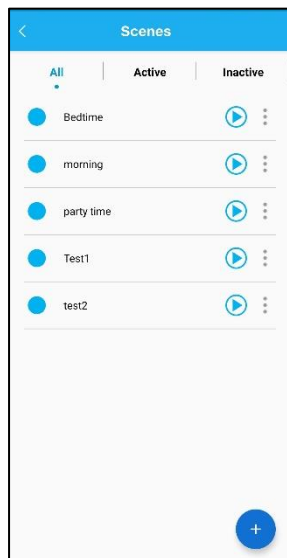 Scenes
All Active Inactive
Bedtime
morning
party time
Test1
test2